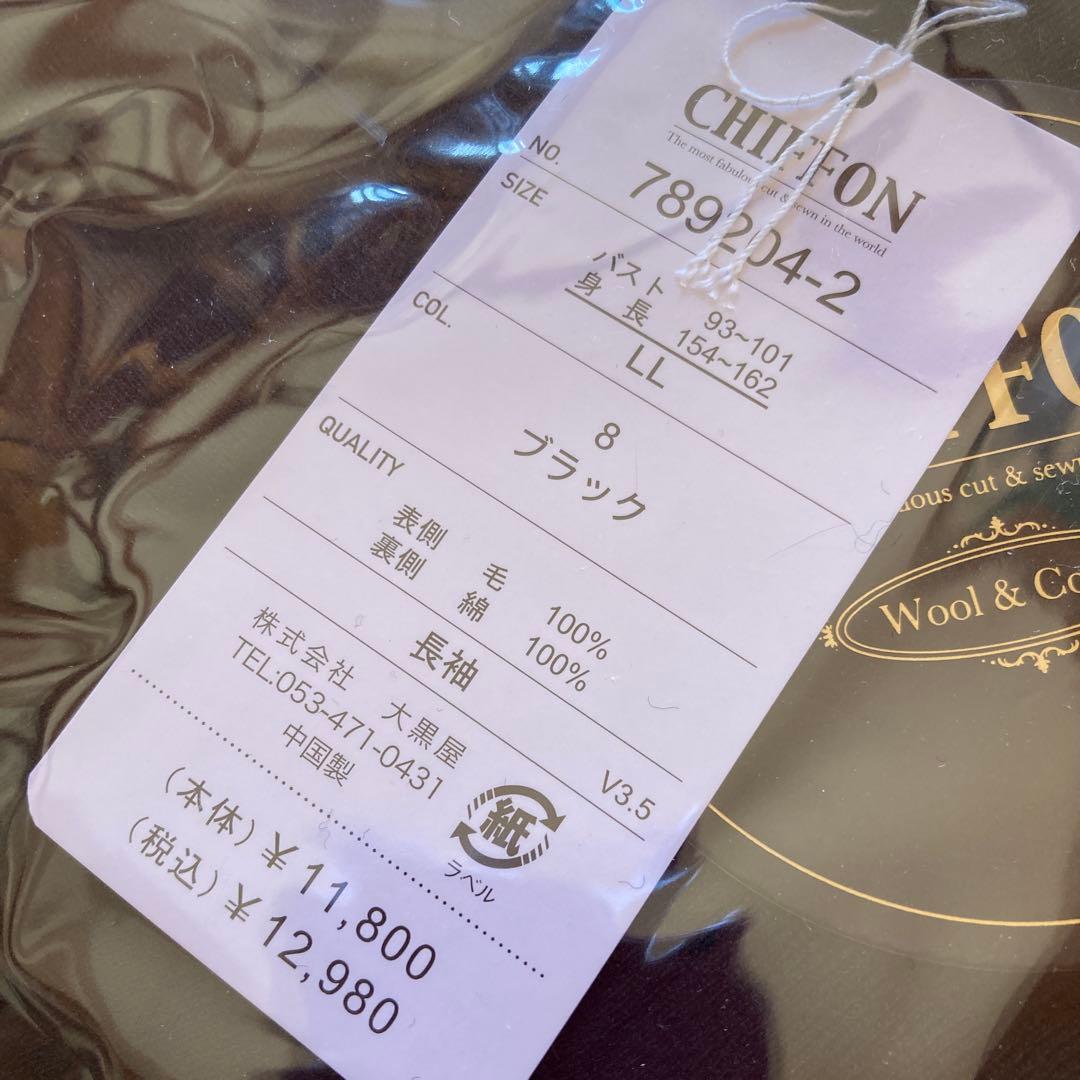 CHIFFON
The most fabulous cut & sewn in the world
NO. 789204-2
SIZE
バスト 93~101
身長 154~162
LL
COL.
8
ブラック
QUALITY
表側 毛 100%
裏側 綿 100%
長袖 V3.5
株式会社 大黒屋
TEL:053-471-0431
中国製
紙
ラベル
(本体)¥11,800
(税込)¥12,980
cut & sewn
Wool &